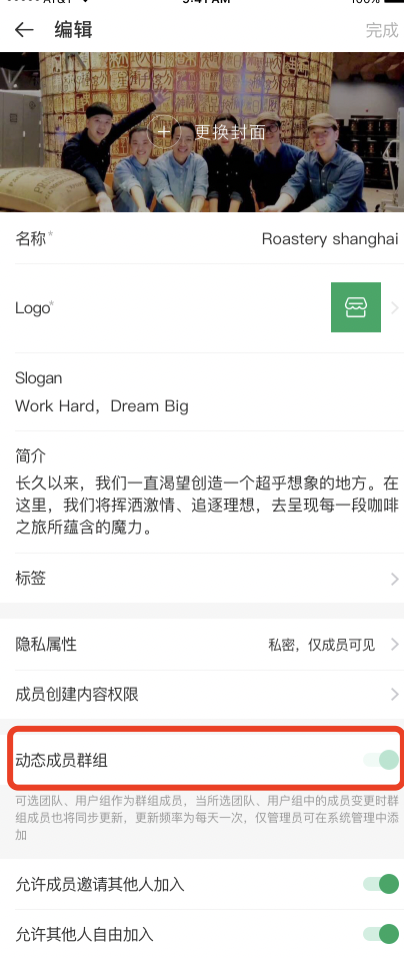 9:41 AM
100%
编辑
完成
更换封面
名称*
Roastery shanghai
Logo*
Slogan
Work Hard，Dream Big
简介
长久以来，我们一直渴望创造一个超乎想象的地方。在
这里，我们将挥洒激情、追逐理想，去呈现每一段咖啡
之旅所蕴含的魔力。
标签
隐私属性
私密，仅成员可见
成员创建内容权限
动态成员群组
可选团队、用户组作为群组成员，当所选团队、用户组中的成员变更时群
组成员也将同步更新，更新频率为每天一次，仅管理员可在系统管理中添
加
允许成员邀请其他人加入
允许其他人自由加入